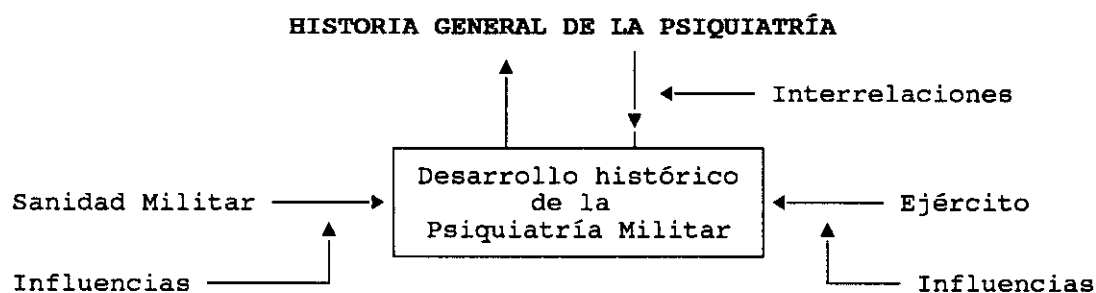 HISTORIA GENERAL DE LA PSIQUIATRÍA
Interrelaciones
Desarrollo histórico
de la
Psiquiatría Militar
Sanidad Militar
Ejército
Influencias
Influencias